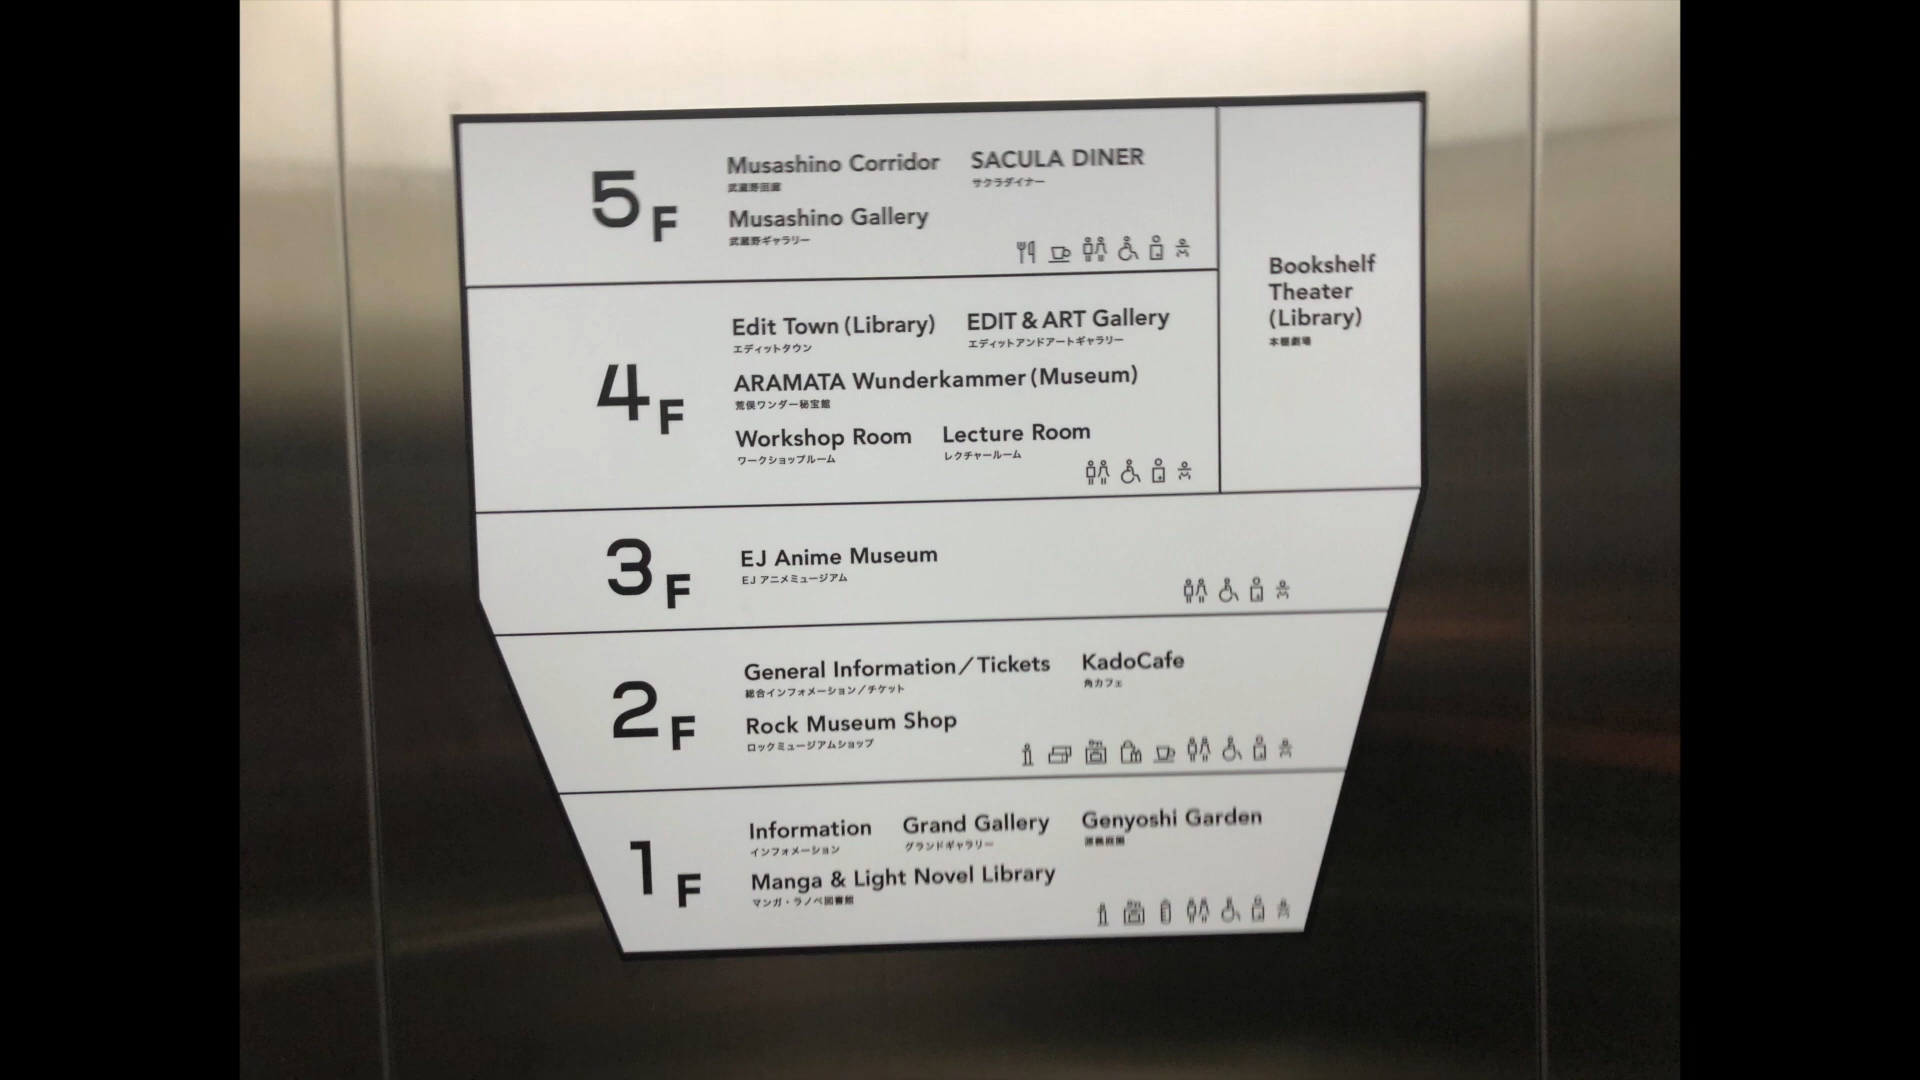 5F
Musashino Corridor SACULA DINER
武蔵野回廊 サクラダイナー
Musashino Gallery
武蔵野ギャラリー
Bookshelf
Theater
(Library)
本棚劇場
4F
Edit Town (Library) EDIT & ART Gallery
エディットタウン エディットアンドアートギャラリー
ARAMATA Wunderkammer (Museum)
荒俣ワンダー秘宝館
Workshop Room Lecture Room
ワークショップルーム レクチャールーム
3F
EJ Anime Museum
EJ アニメミュージアム
2F
General Information/Tickets KadoCafe
総合インフォメーション/チケット 角カフェ
Rock Museum Shop
ロックミュージアムショップ
1F
Information Grand Gallery Genyoshi Garden
インフォメーション グランドギャラリー 源義庭園
Manga & Light Novel Library
マンガ・ラノベ図書館